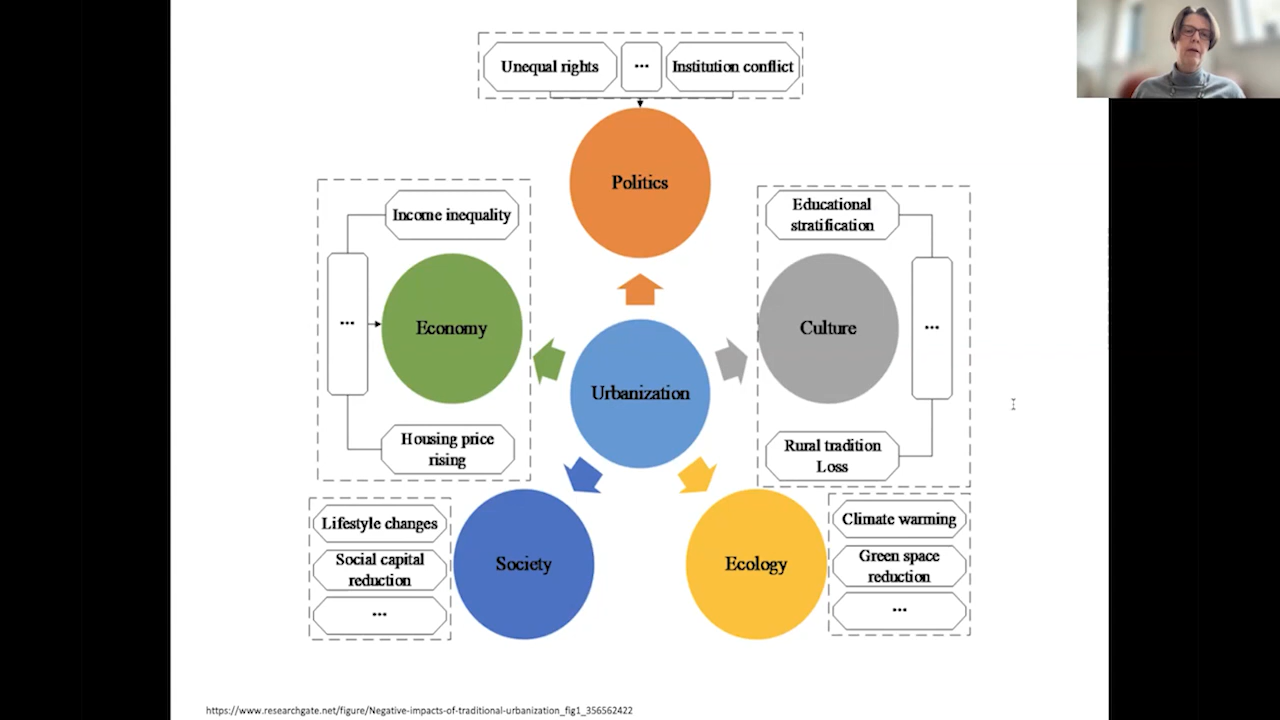 Unequal rights
...
Institution conflict
Politics
Income inequality
...
Economy
Housing price
rising
Educational
stratification
Culture
...
Rural tradition
Loss
Urbanization
Lifestyle changes
Social capital
reduction
...
Society
Ecology
Climate warming
Green space
reduction
...
https://www.researchgate.net/figure/Negative-impacts-of-traditional-urbanization_fig1_356562422